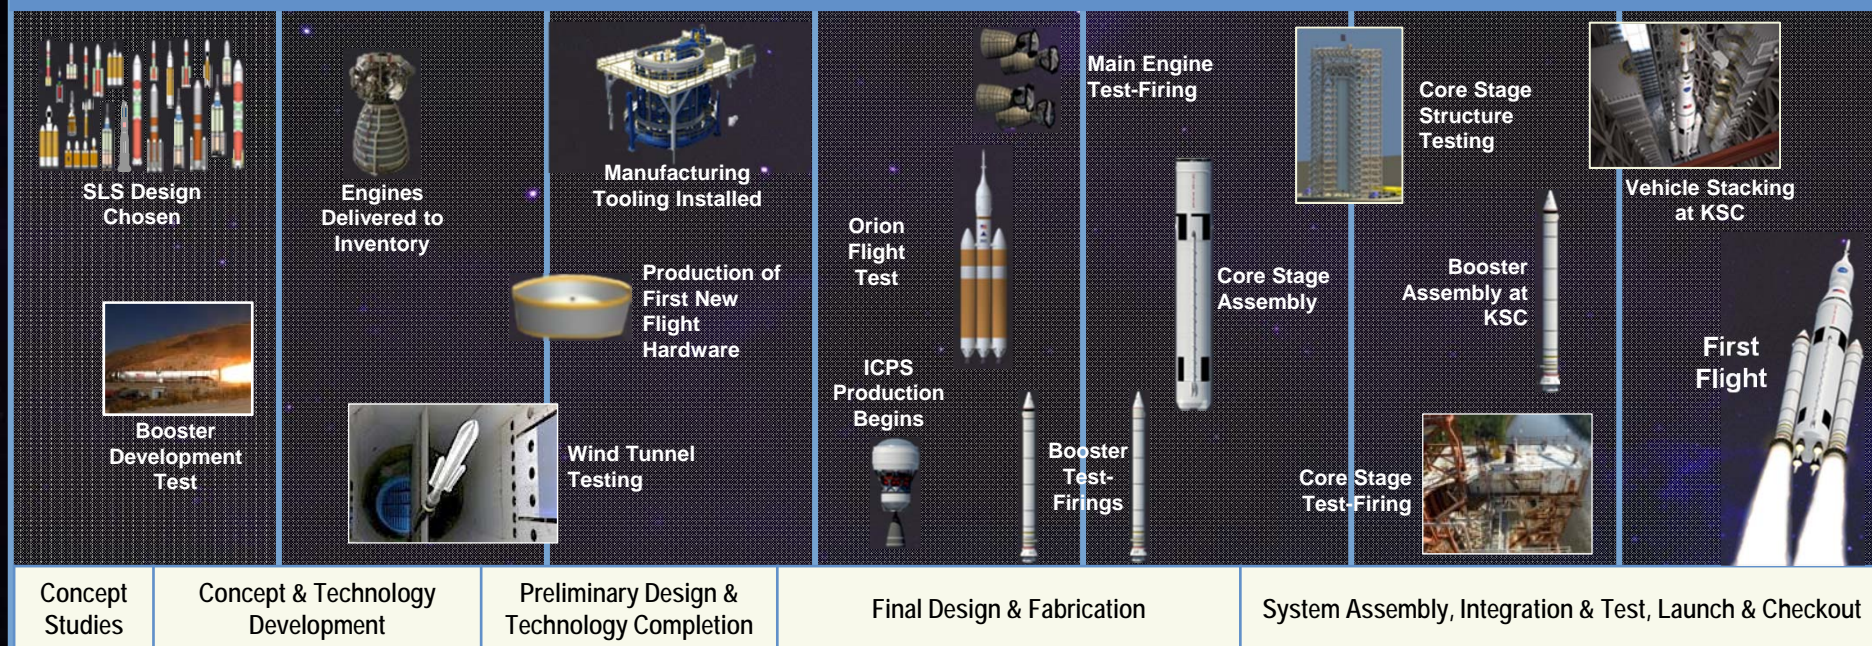 SLS Design
Chosen
Booster
Development
Test
Engines
Delivered to
Inventory
Wind Tunnel
Testing
Manufacturing
Tooling Installed
Production of
First New
Flight
Hardware
Orion
Flight
Test
ICPS
Production
Begins
Main Engine
Test-Firing
Booster
Test-
Firings
Core Stage
Assembly
Core Stage
Structure
Testing
Booster
Assembly at
KSC
Core Stage
Test-Firing
Vehicle Stacking
at KSC
First
Flight
Concept
Studies
Concept & Technology
Development
Preliminary Design &
Technology Completion
Final Design & Fabrication
System Assembly, Integration & Test, Launch & Checkout